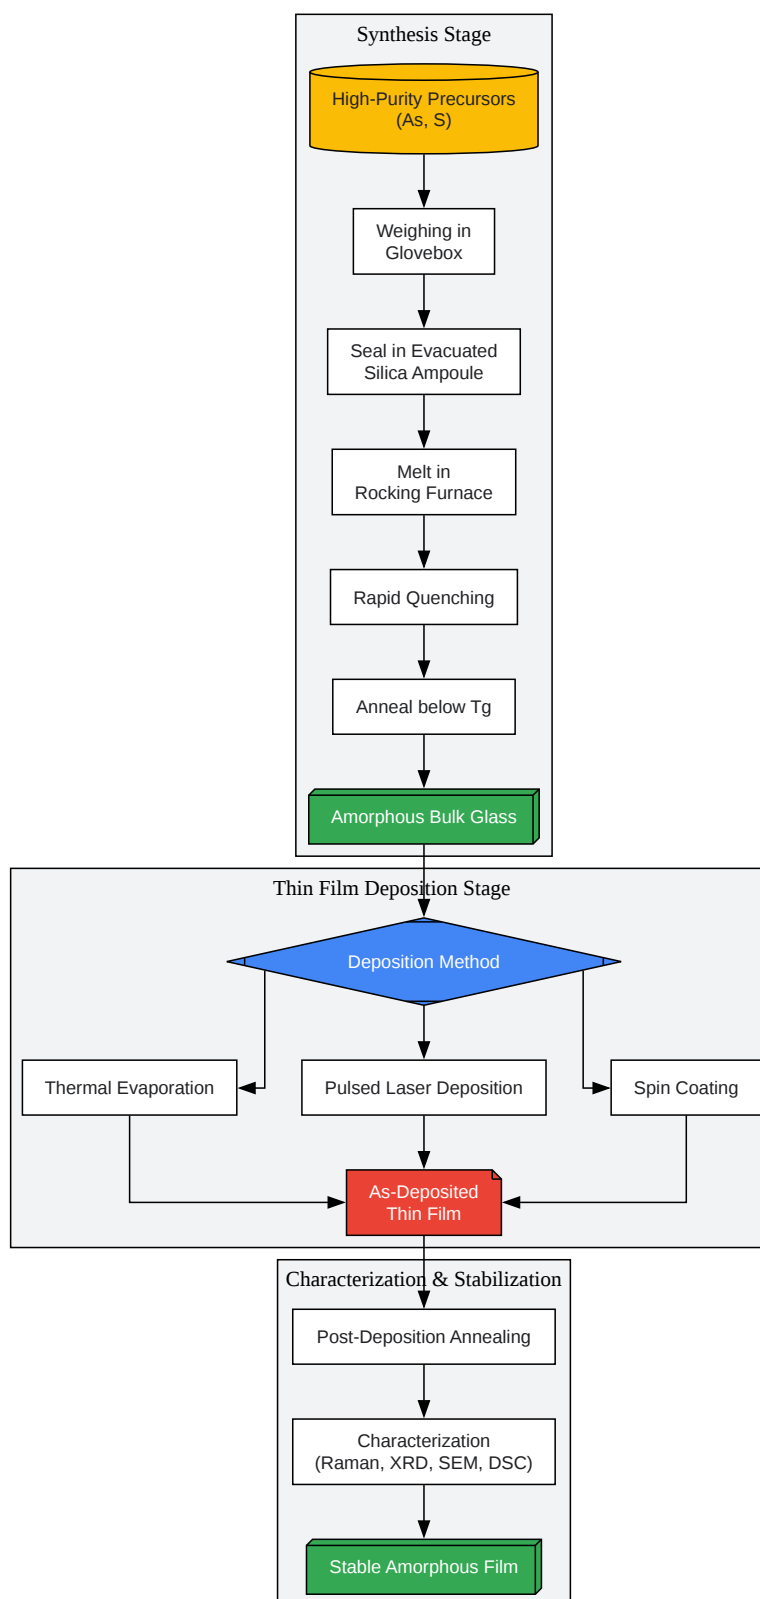 Synthesis Stage
High-Purity Precursors
(As, S)
Weighing in
Glovebox
Seal in Evacuated
Silica Ampoule
Melt in
Rocking Furnace
Rapid Quenching
Anneal below Tg
Amorphous Bulk Glass
Thin Film Deposition Stage
Deposition Method
Thermal Evaporation
Pulsed Laser Deposition
Spin Coating
As-Deposited
Thin Film
Characterization & Stabilization
Post-Deposition Annealing
Characterization
(Raman, XRD, SEM, DSC)
Stable Amorphous Film